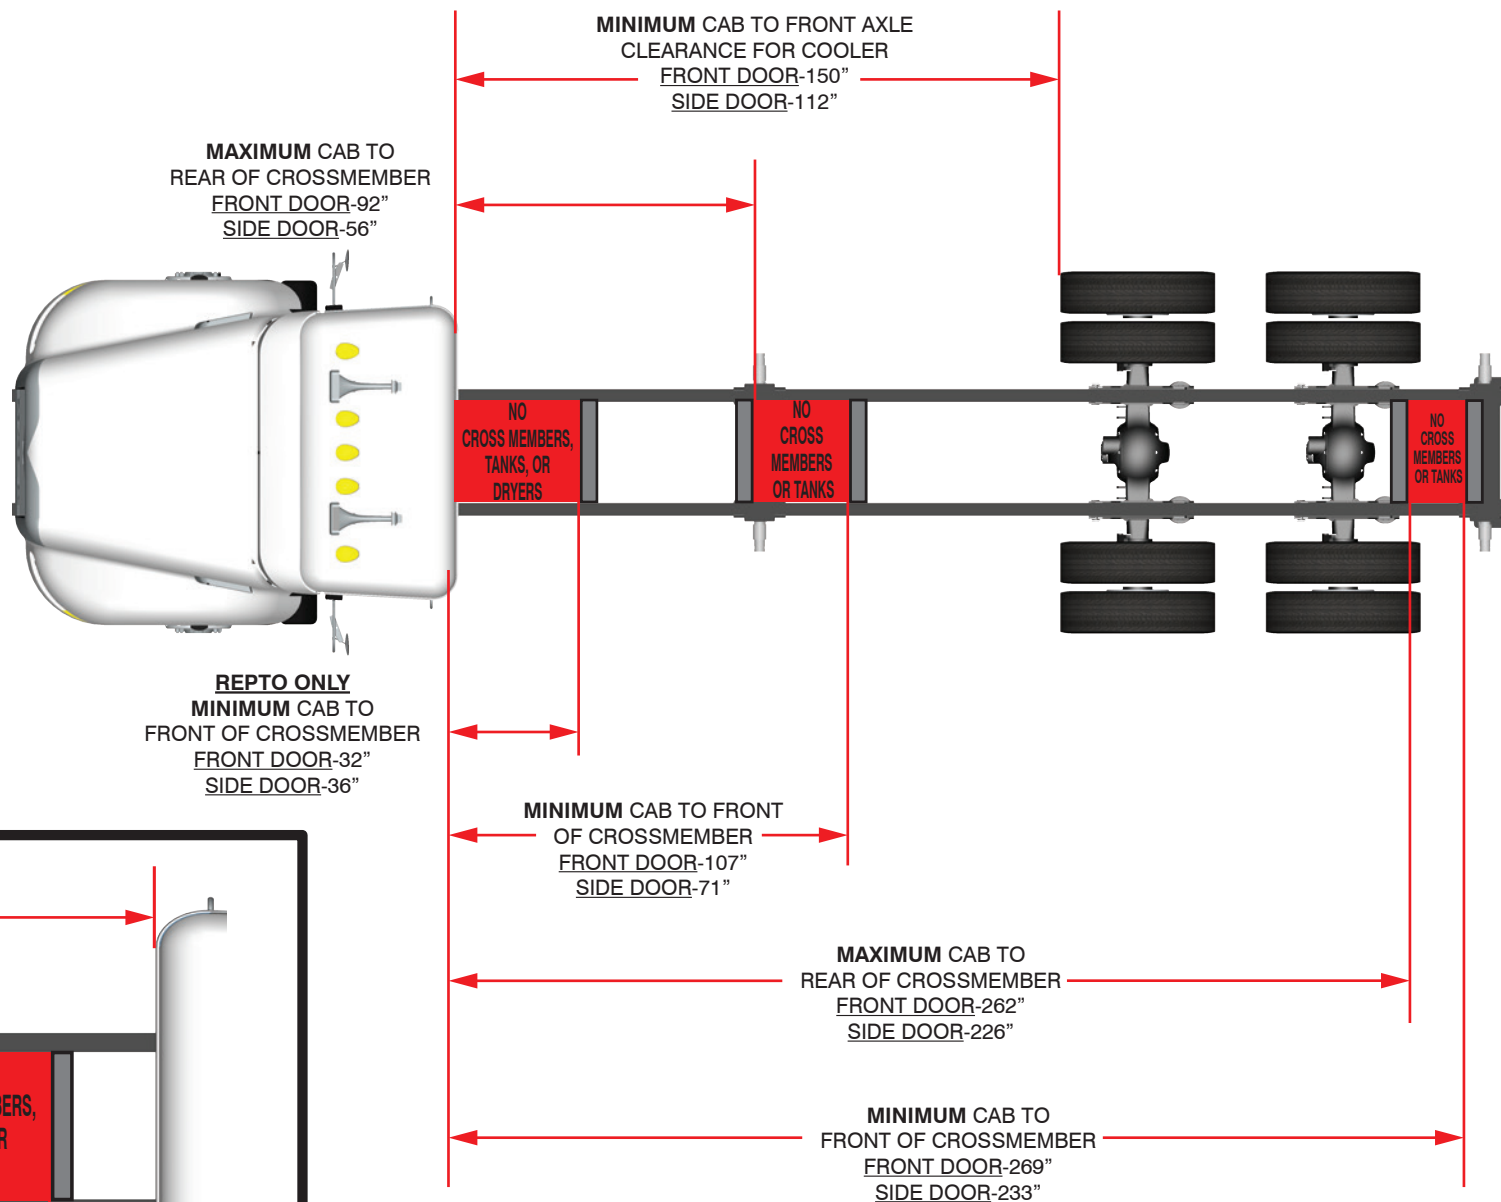 MINIMUM CAB TO FRONT AXLE
CLEARANCE FOR COOLER
FRONT DOOR-150”
SIDE DOOR-112”
MAXIMUM CAB TO
REAR OF CROSSMEMBER
FRONT DOOR-92”
SIDE DOOR-56”
NO
CROSS MEMBERS,
TANKS, OR
DRYERS
NO
CROSS
MEMBERS
OR TANKS
NO
CROSS
MEMBERS
OR TANKS
REPTO ONLY
MINIMUM CAB TO
FRONT OF CROSSMEMBER
FRONT DOOR-32”
SIDE DOOR-36”
MINIMUM CAB TO FRONT
OF CROSSMEMBER
FRONT DOOR-107”
SIDE DOOR-71”
MAXIMUM CAB TO
REAR OF CROSSMEMBER
FRONT DOOR-262”
SIDE DOOR-226”
MINIMUM CAB TO
FRONT OF CROSSMEMBER
FRONT DOOR-269”
SIDE DOOR-233”